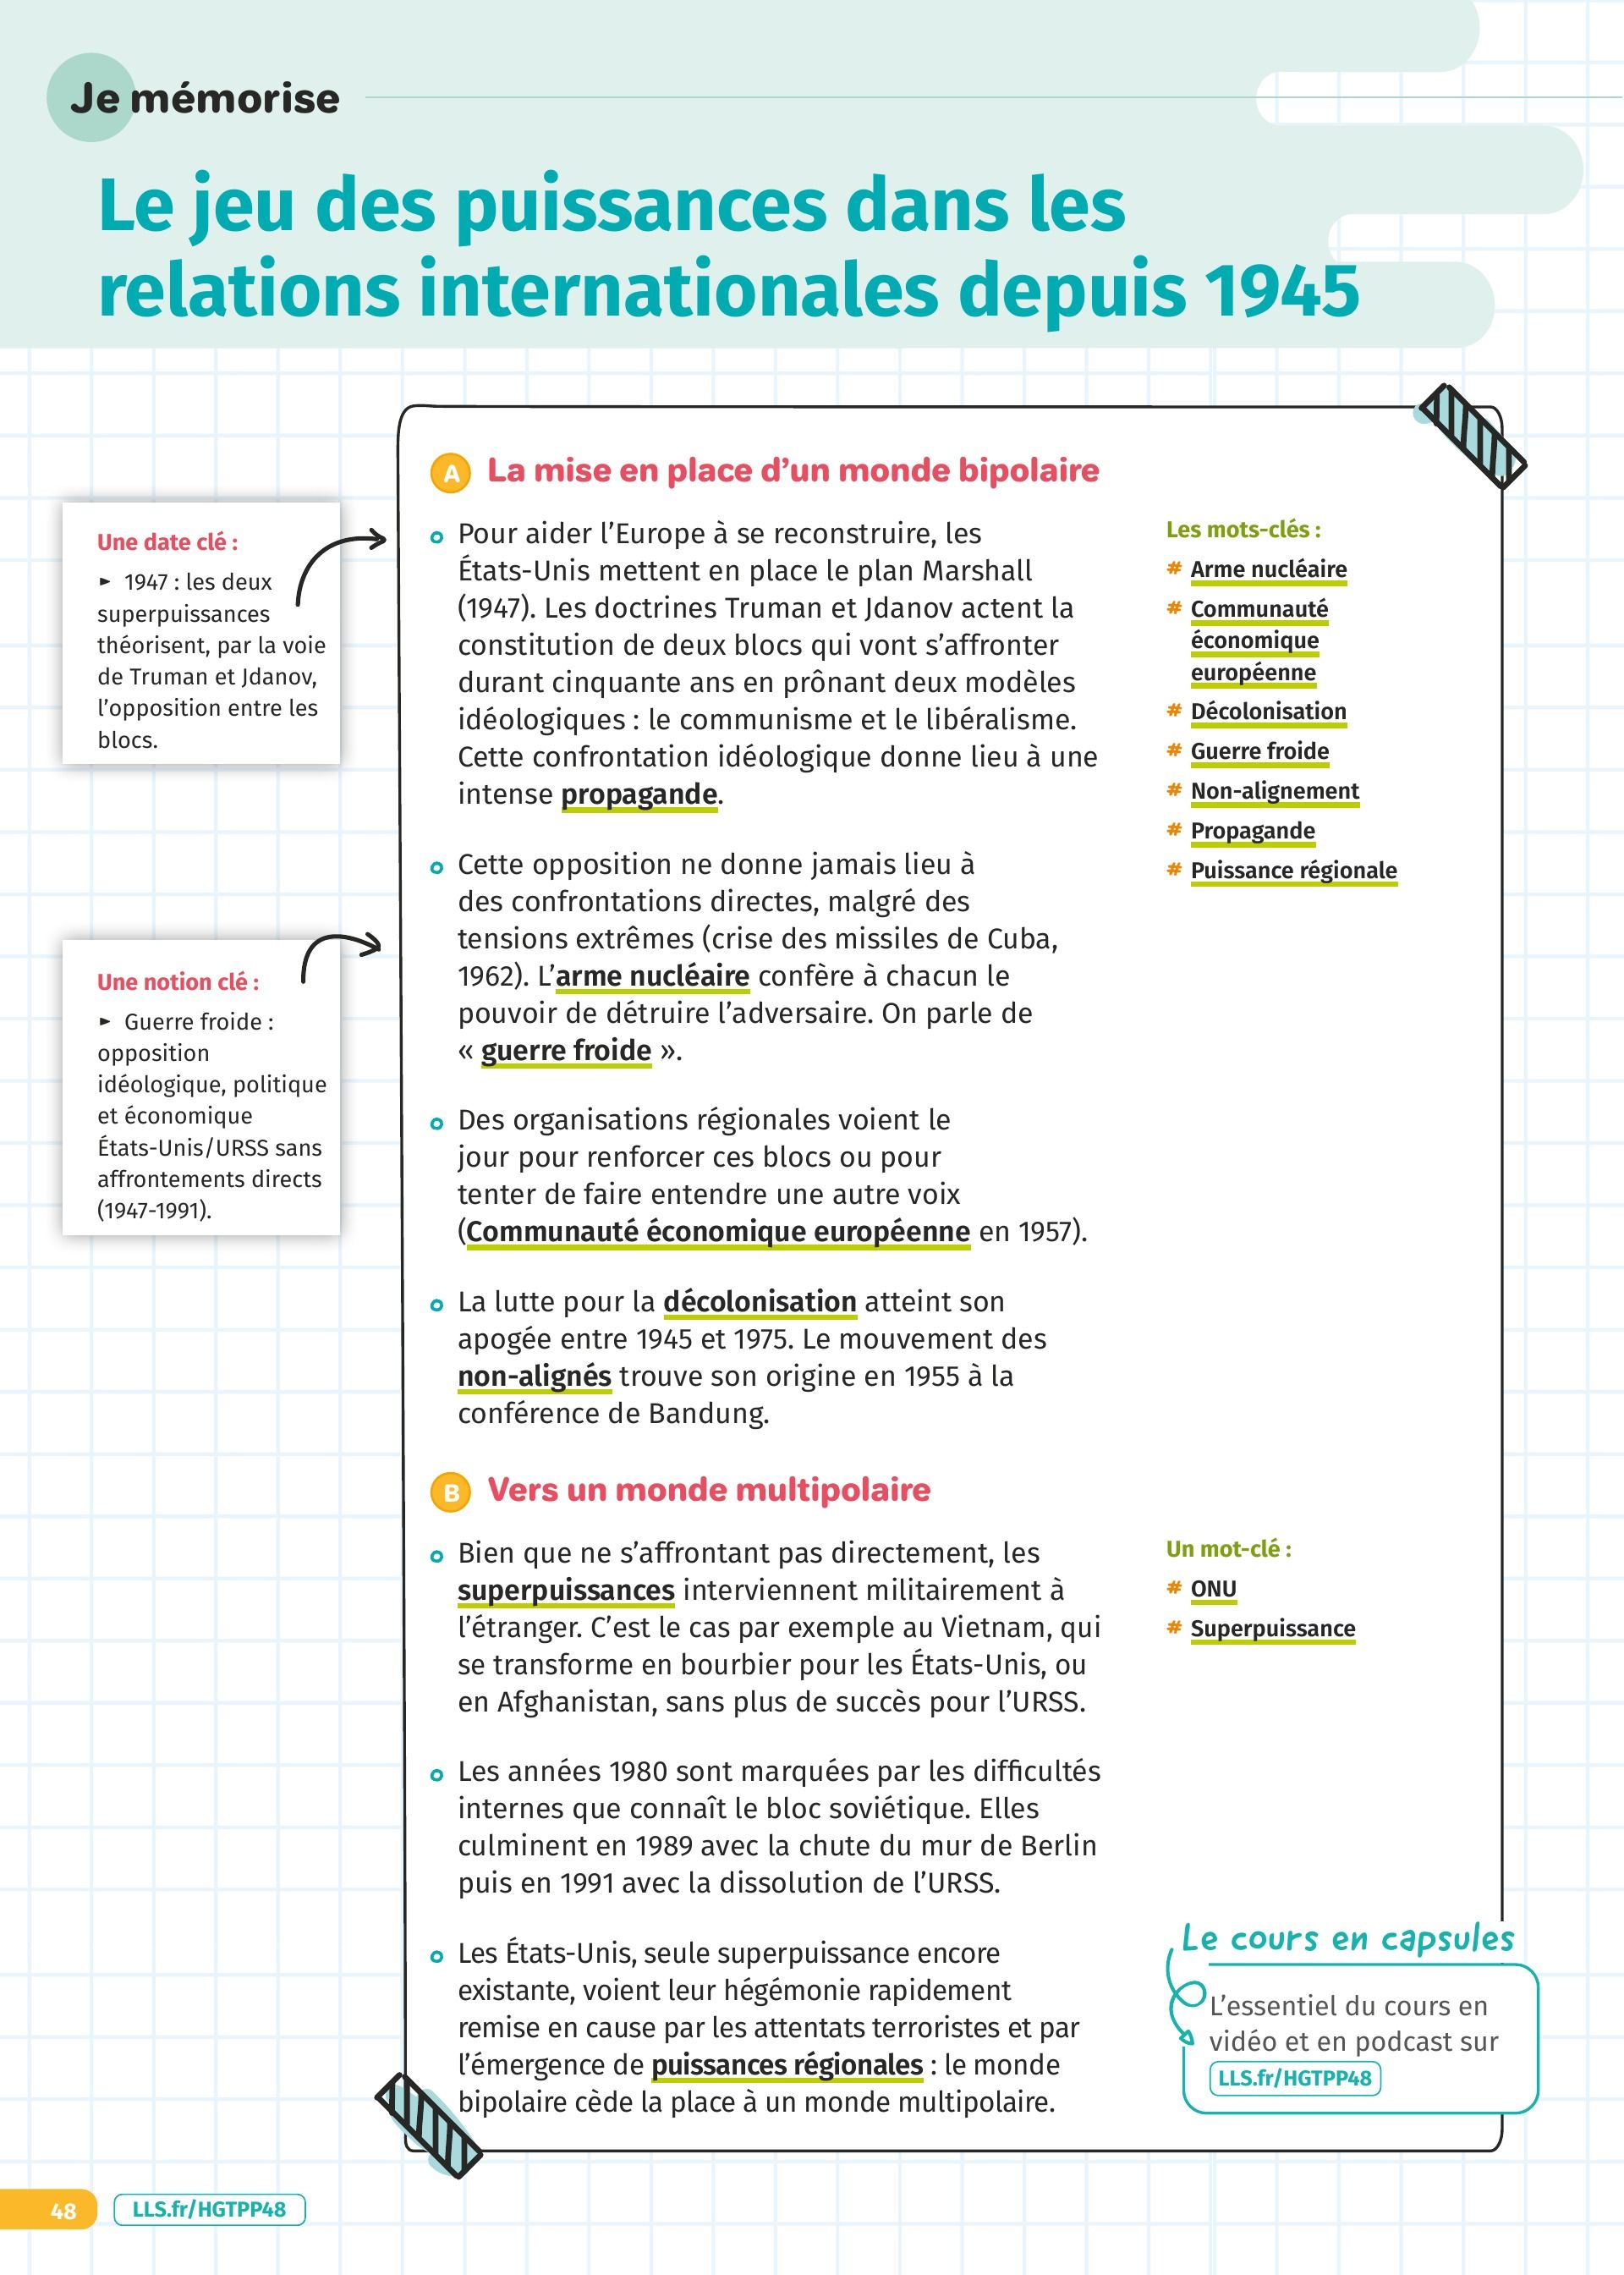 Je mémorise
Le jeu des puissances dans les
relations internationales depuis 1945
Une date clé :
► 1947 : les deux
superpuissances
théorisent, par la voie
de Truman et Jdanov,
l’opposition entre les
blocs.
Une notion clé :
► Guerre froide :
opposition
idéologique, politique
et économique
États-Unis/URSS sans
affrontements directs
(1947-1991).
A La mise en place d’un monde bipolaire
Pour aider l’Europe à se reconstruire, les
États-Unis mettent en place le plan Marshall
(1947). Les doctrines Truman et Jdanov actent la
constitution de deux blocs qui vont s’affronter
durant cinquante ans en prônant deux modèles
idéologiques : le communisme et le libéralisme.
Cette confrontation idéologique donne lieu à une
intense propagande.
Cette opposition ne donne jamais lieu à
des confrontations directes, malgré des
tensions extrêmes (crise des missiles de Cuba,
1962). L’arme nucléaire confère à chacun le
pouvoir de détruire l’adversaire. On parle de
« guerre froide ».
Des organisations régionales voient le
jour pour renforcer ces blocs ou pour
tenter de faire entendre une autre voix
(Communauté économique européenne en 1957).
La lutte pour la décolonisation atteint son
apogée entre 1945 et 1975. Le mouvement des
non-alignés trouve son origine en 1955 à la
conférence de Bandung.
Les mots-clés :
# Arme nucléaire
# Communauté
économique
européenne
# Décolonisation
# Guerre froide
# Non-alignement
# Propagande
# Puissance régionale
B Vers un monde multipolaire
Bien que ne s’affrontant pas directement, les
superpuissances interviennent militairement à
l’étranger. C’est le cas par exemple au Vietnam, qui
se transforme en bourbier pour les États-Unis, ou
en Afghanistan, sans plus de succès pour l’URSS.
Les années 1980 sont marquées par les difficultés
internes que connaît le bloc soviétique. Elles
culminent en 1989 avec la chute du mur de Berlin
puis en 1991 avec la dissolution de l’URSS.
Les États-Unis, seule superpuissance encore
existante, voient leur hégémonie rapidement
remise en cause par les attentats terroristes et par
l’émergence de puissances régionales : le monde
bipolaire cède la place à un monde multipolaire.
Un mot-clé :
# ONU
# Superpuissance
Le cours en capsules
L’essentiel du cours en
vidéo et en podcast sur
LLS.fr/HGTPP48
48
LLS.fr/HGTPP48